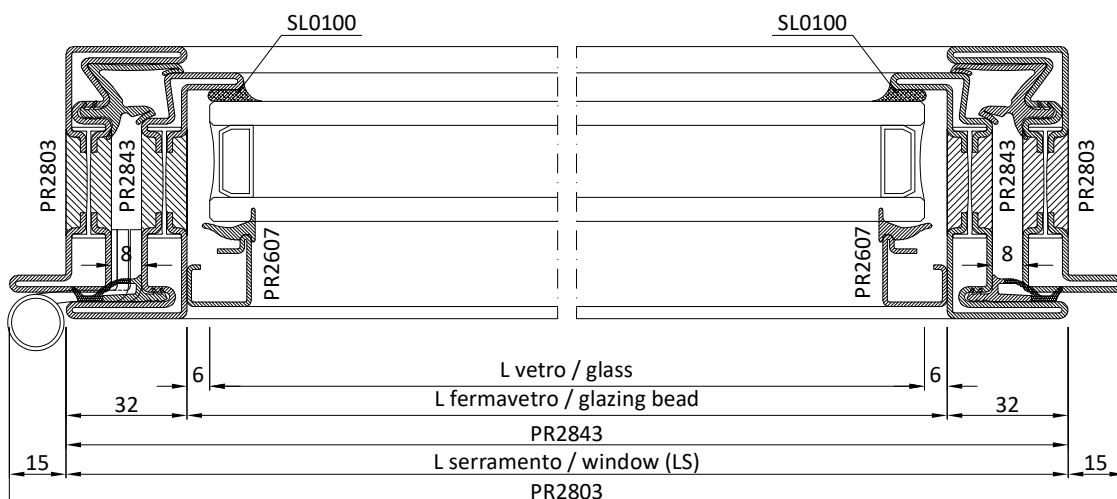 SL0100 SL0100
PR2803 PR2843 PR2843 PR2803
PR2607 PR2607
8 8
L vetro / glass
6 6
L fermavetro / glazing bead
32 32
PR2843
15 L serramento / window (LS) 15
PR2803